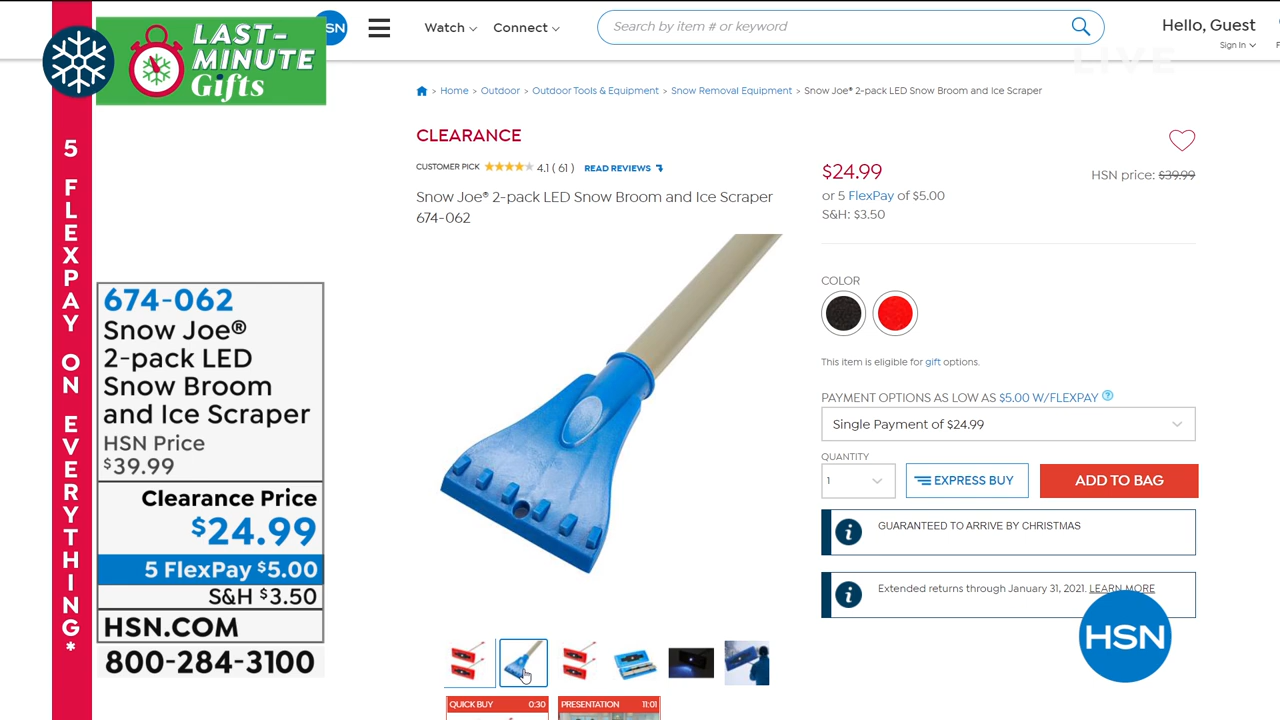 LAST-
MINUTE
Gifts
5 FLEXPAY ON EVERYTHING*
674-062
Snow Joe®
2-pack LED
Snow Broom
and Ice Scraper
HSN Price
$39.99
Clearance Price
$24.99
5 FlexPay $5.00
S&H $3.50
HSN.COM
800-284-3100
SN
Watch
Connect
Search by item # or keyword
Hello, Guest
Sign In
LIVE
Home > Outdoor > Outdoor Tools & Equipment > Snow Removal Equipment > Snow Joe® 2-pack LED Snow Broom and Ice Scraper
CLEARANCE
CUSTOMER PICK 4.1 ( 61 ) READ REVIEWS
Snow Joe® 2-pack LED Snow Broom and Ice Scraper
674-062
$24.99
HSN price: $39.99
or 5 FlexPay of $5.00
S&H: $3.50
COLOR
This item is eligible for gift options.
PAYMENT OPTIONS AS LOW AS $5.00 W/FLEXPAY ?
Single Payment of $24.99
QUANTITY
1
EXPRESS BUY
ADD TO BAG
GUARANTEED TO ARRIVE BY CHRISTMAS
Extended returns through January 31, 2021. LEARN MORE
HSN
QUICK BUY 0:30
PRESENTATION 11:01